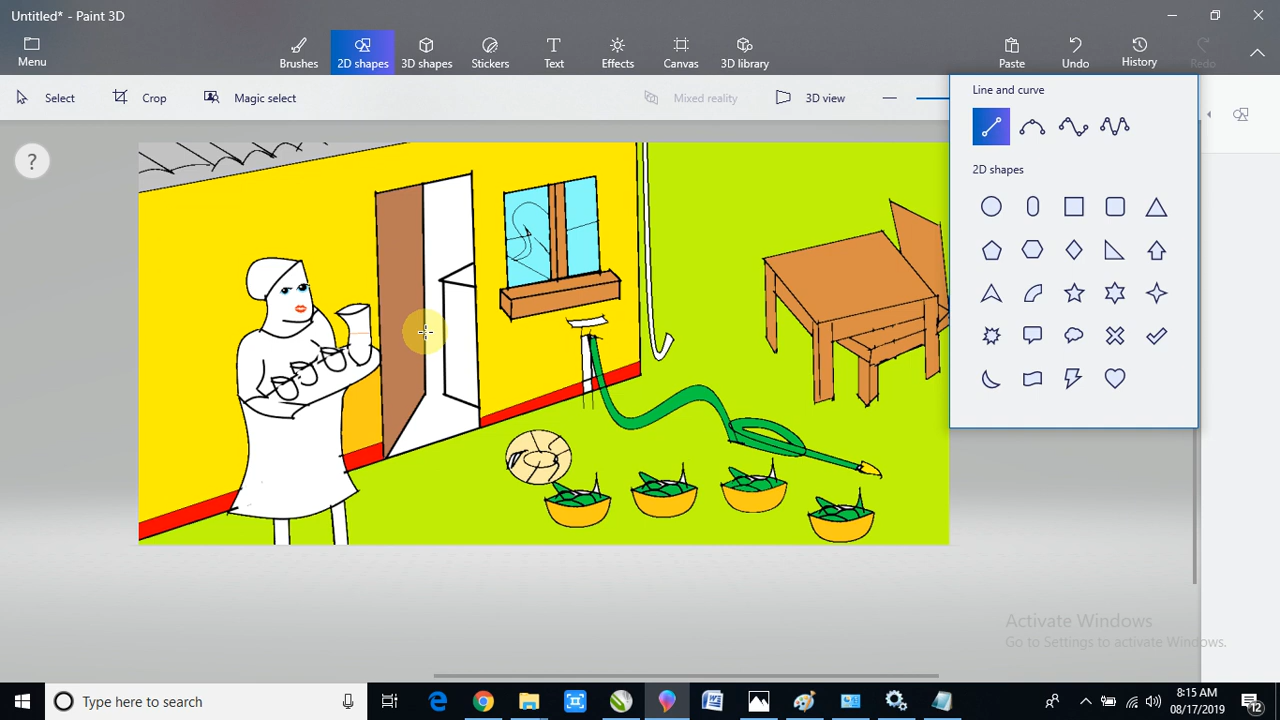 Untitled* - Paint 3D
Menu
Brushes
2D shapes
3D shapes
Stickers
Text
Effects
Canvas
3D library
Paste
Undo
History
Redo
Select
Crop
Magic select
Mixed reality
3D view
Line and curve
2D shapes
?
Activate Windows
Go to Settings to activate Windows.
Type here to search
8:15 AM
08/17/2019
12